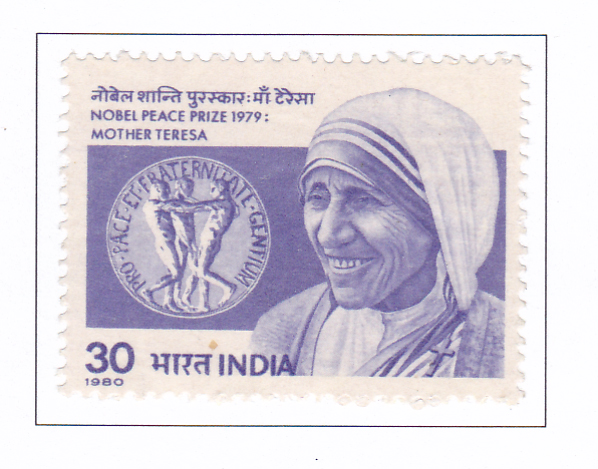 नोबेल शान्ति पुरस्कार: माँ टेरेसा
NOBEL PEACE PRIZE 1979:
MOTHER TERESA
PRO · PACE · ET · FRATERNITATE · GENTIUM
30 भारत INDIA
1980